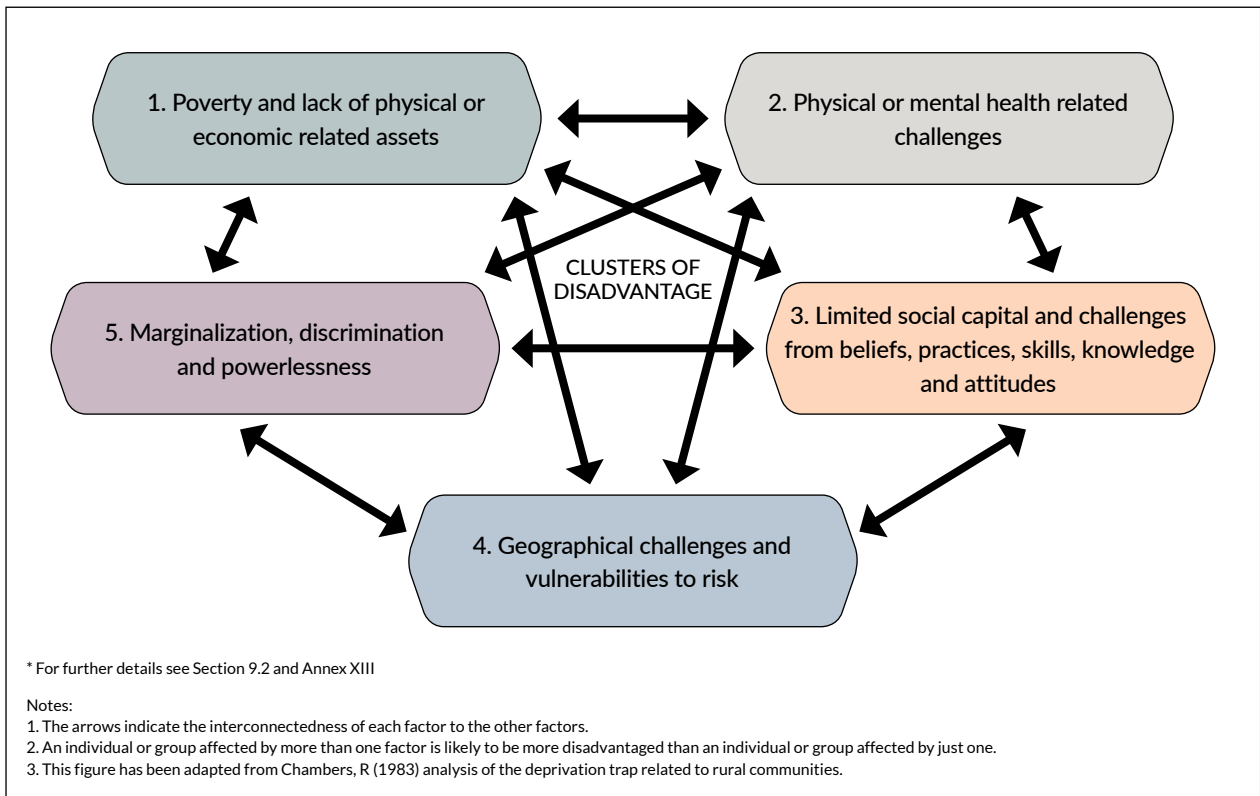 1. Poverty and lack of physical or
economic related assets
2. Physical or mental health related
challenges
CLUSTERS OF
DISADVANTAGE
5. Marginalization, discrimination
and powerlessness
3. Limited social capital and challenges
from beliefs, practices, skills, knowledge
and attitudes
4. Geographical challenges and
vulnerabilities to risk
* For further details see Section 9.2 and Annex XIII
Notes:
1. The arrows indicate the interconnectedness of each factor to the other factors.
2. An individual or group affected by more than one factor is likely to be more disadvantaged than an individual or group affected by just one.
3. This figure has been adapted from Chambers, R (1983) analysis of the deprivation trap related to rural communities.